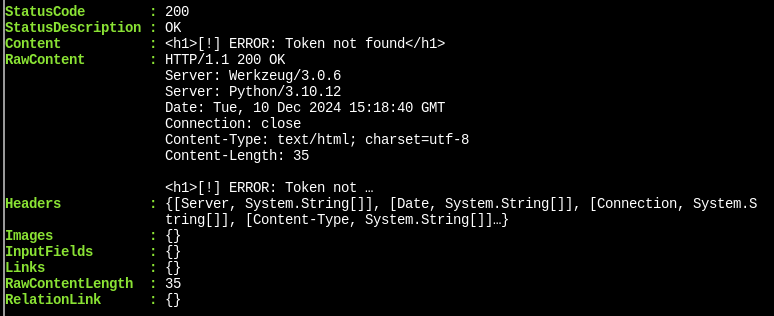 StatusCode        : 200
StatusDescription : OK
Content           : <h1>[!] ERROR: Token not found</h1>
RawContent        : HTTP/1.1 200 OK
                    Server: Werkzeug/3.0.6
                    Server: Python/3.10.12
                    Date: Tue, 10 Dec 2024 15:18:40 GMT
                    Connection: close
                    Content-Type: text/html; charset=utf-8
                    Content-Length: 35

                    <h1>[!] ERROR: Token not …
Headers           : {[Server, System.String[]], [Date, System.String[]], [Connection, System.S
                    tring[]], [Content-Type, System.String[]]…}
Images            : {}
InputFields       : {}
Links             : {}
RawContentLength  : 35
RelationLink      : {}